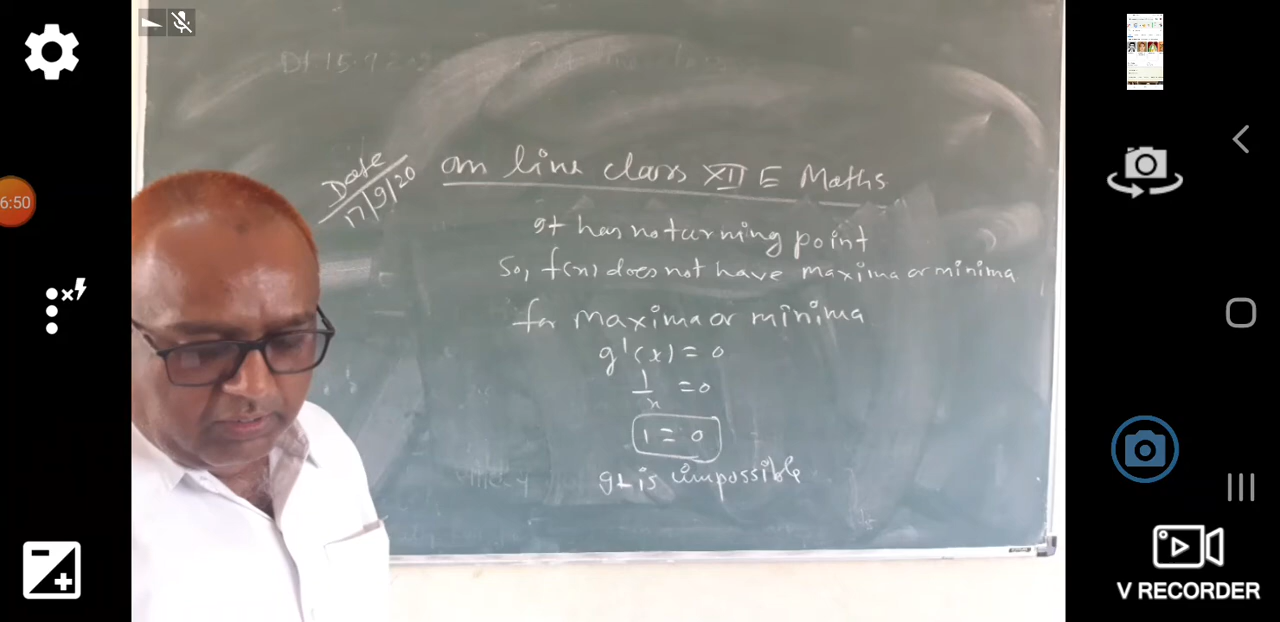 Date
17/9/20
on line class XII E Maths
It has no turning point
So, f(x) does not have maxima or minima
for maxima or minima
g'(x) = 0
1/x = 0
1 = 0
It is impossible
6:50
V RECORDER